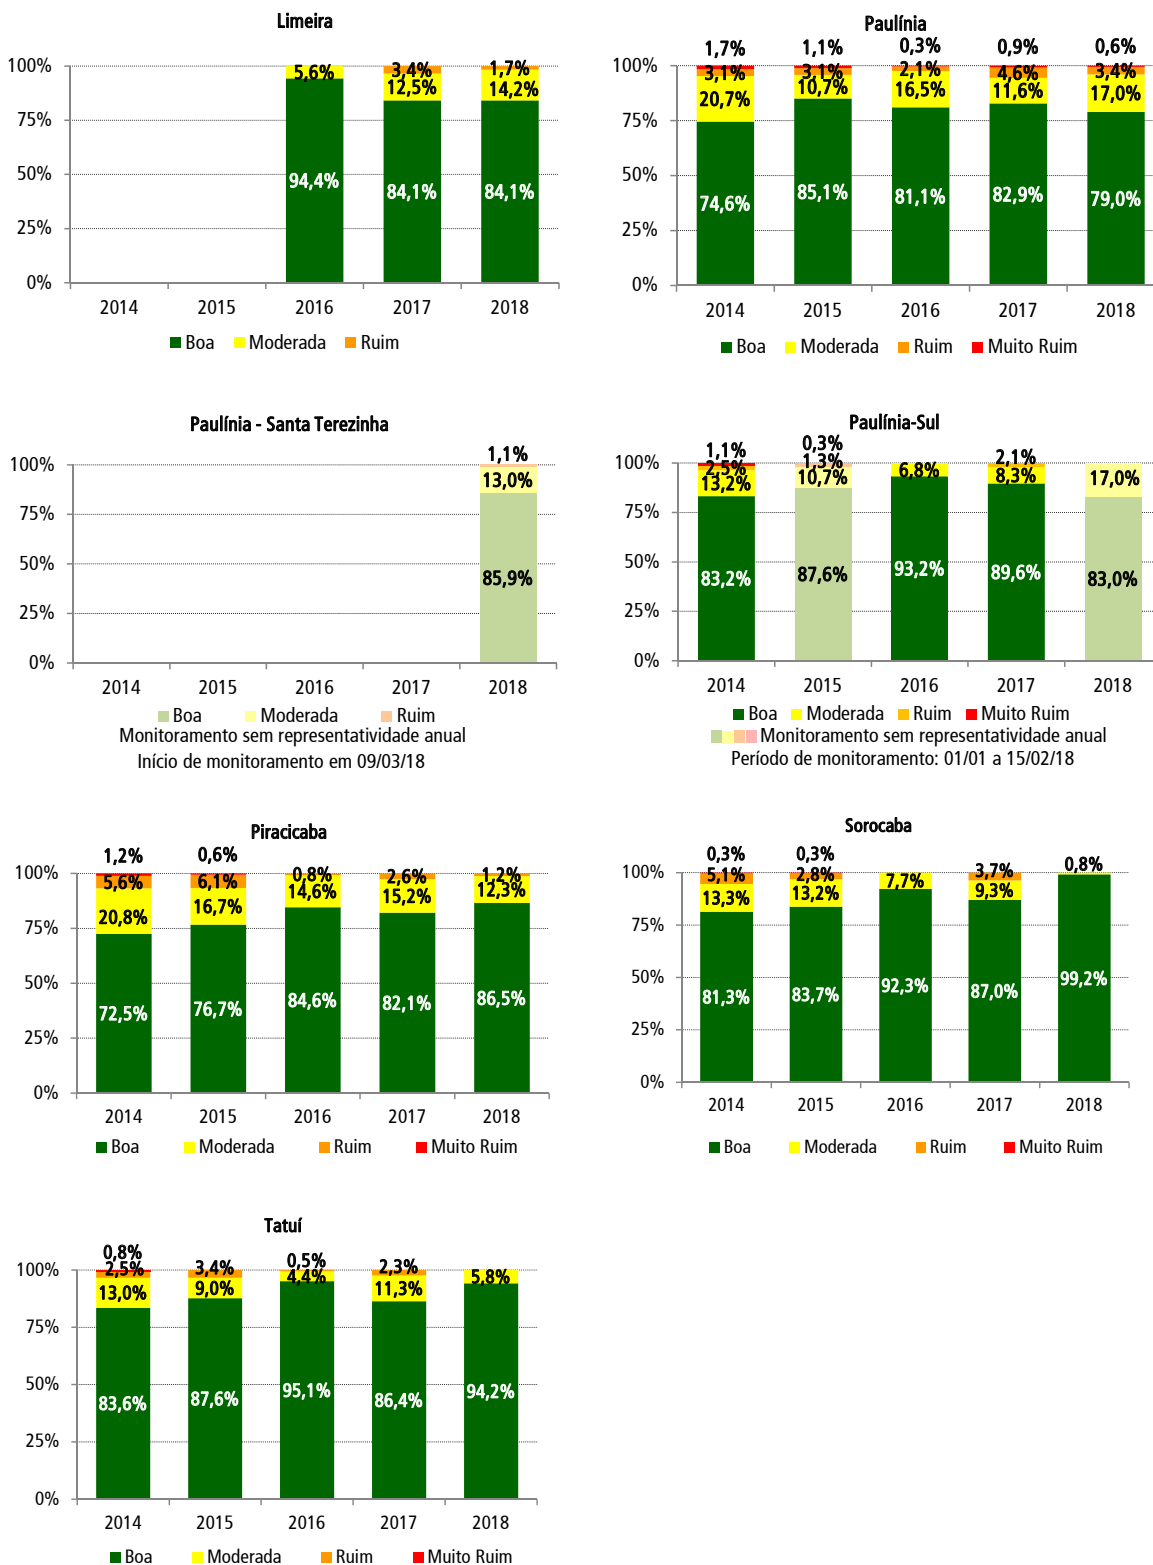 Limeira
100%
75%
50%
25%
0%
5,6%
3,4%
1,7%
12,5%
14,2%
94,4%
84,1%
84,1%
2014 2015 2016 2017 2018
Boa Moderada Ruim
Paulínia
1,7% 1,1% 0,3% 0,9% 0,6%
100%
75%
50%
25%
0%
3,1% 3,1% 2,1% 4,6% 3,4%
20,7% 10,7% 16,5% 11,6% 17,0%
74,6% 85,1% 81,1% 82,9% 79,0%
2014 2015 2016 2017 2018
Boa Moderada Ruim Muito Ruim
Paulínia - Santa Terezinha
1,1%
100%
75%
50%
25%
0%
13,0%
85,9%
2014 2015 2016 2017 2018
Boa Moderada Ruim
Monitoramento sem representatividade anual
Início de monitoramento em 09/03/18
Paulínia-Sul
1,1% 0,3% 2,1%
100%
75%
50%
25%
0%
2,5% 1,3%
13,2% 10,7% 6,8% 8,3% 17,0%
83,2% 87,6% 93,2% 89,6% 83,0%
2014 2015 2016 2017 2018
Boa Moderada Ruim Muito Ruim
Monitoramento sem representatividade anual
Período de monitoramento: 01/01 a 15/02/18
Piracicaba
1,2% 0,6%
100%
75%
50%
25%
0%
5,6% 6,1% 0,8% 2,6% 1,2%
20,8% 16,7% 14,6% 15,2% 12,3%
72,5% 76,7% 84,6% 82,1% 86,5%
2014 2015 2016 2017 2018
Boa Moderada Ruim Muito Ruim
Sorocaba
0,3% 0,3%
100%
75%
50%
25%
0%
5,1% 2,8% 3,7% 0,8%
13,3% 13,2% 7,7% 9,3%
81,3% 83,7% 92,3% 87,0% 99,2%
2014 2015 2016 2017 2018
Boa Moderada Ruim Muito Ruim
Tatuí
0,8%
100%
75%
50%
25%
0%
2,5% 3,4% 0,5% 2,3%
13,0% 9,0% 4,4% 11,3% 5,8%
83,6% 87,6% 95,1% 86,4% 94,2%
2014 2015 2016 2017 2018
Boa Moderada Ruim Muito Ruim